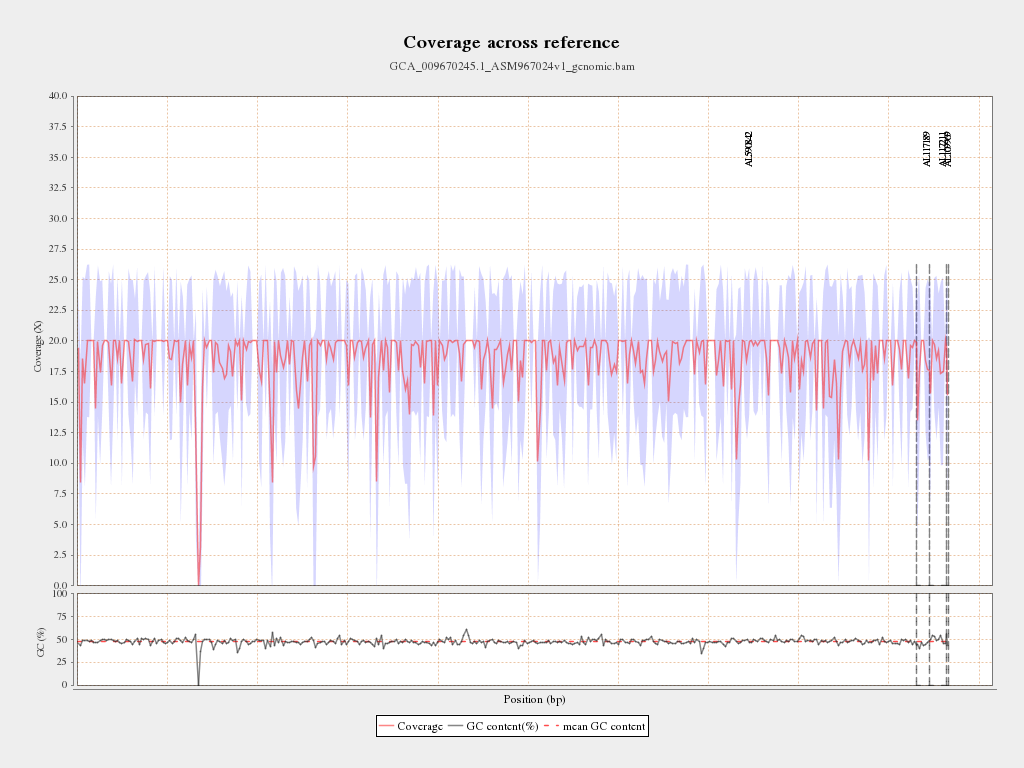 Coverage across reference
GCA_009670245.1_ASM967024v1_genomic.bam
40.0
37.5
35.0
32.5
30.0
27.5
25.0
22.5
20.0
17.5
15.0
12.5
10.0
7.5
5.0
2.5
0.0
Coverage (X)
AL590842
AL117189
AL117211
AL109969
100
75
50
25
0
GC (%)
Position (bp)
Coverage GC content(%) mean GC content